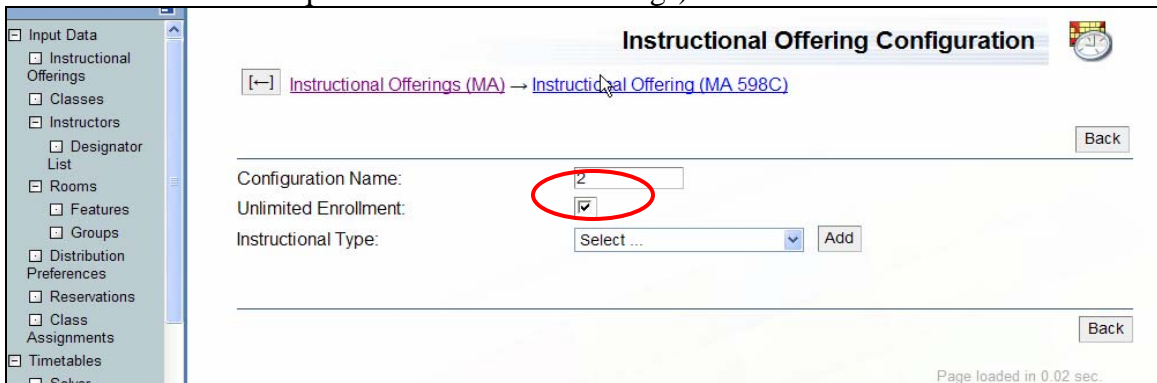 Input Data
Instructional
Offerings
Classes
Instructors
Designator
List
Rooms
Features
Groups
Distribution
Preferences
Reservations
Class
Assignments
Timetables
Instructional Offering Configuration
[←] Instructional Offerings (MA) → Instructional Offering (MA 598C)
Back
Configuration Name: 2
Unlimited Enrollment:
Instructional Type: Select ... Add
Back
Page loaded in 0.02 sec.